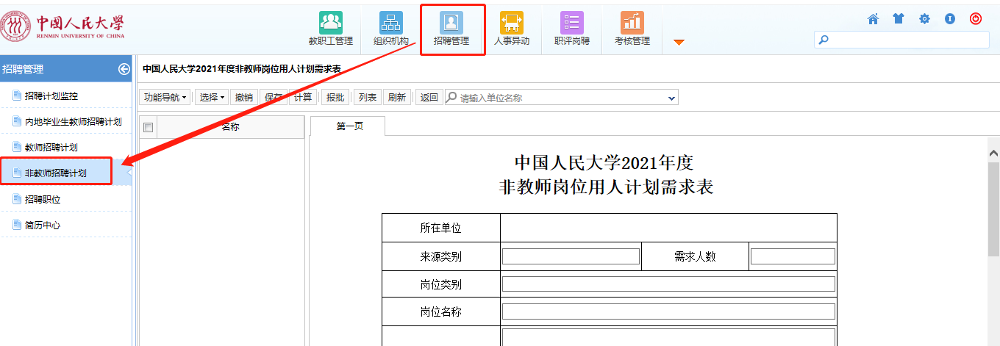 中国人民大学
RENMIN UNIVERSITY OF CHINA
教职工管理
组织机构
招聘管理
人事异动
职评岗聘
考核管理
招聘管理
招聘计划监控
内地毕业生教师招聘计划
教师招聘计划
非教师招聘计划
招聘职位
简历中心
中国人民大学2021年度非教师岗位用人计划需求表
功能导航 选择 撤销 保存 计算 报批 列表 刷新 返回 请输入单位名称
名称
第一页
中国人民大学2021年度
非教师岗位用人计划需求表
所在单位
来源类别 需求人数
岗位类别
岗位名称